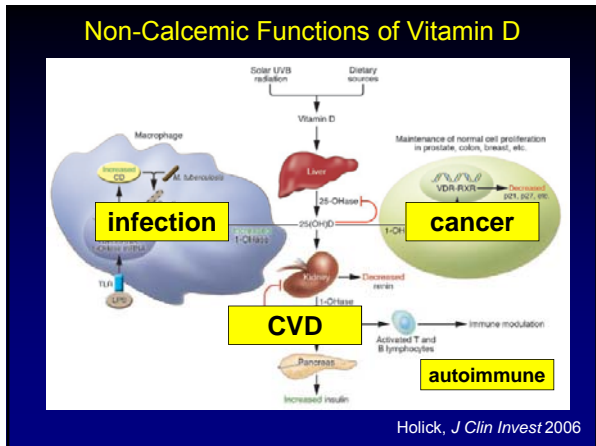 Non-Calcemic Functions of Vitamin D
Solar UVB
radiation
Dietary
sources
Vitamin D
Macrophage
Increased
CD
M. tuberculosis
TLR
LPS
infection
1-OHase
Liver
25-OHase
25(OH)D
Kidney
Decreased
renin
1-OHase
CVD
Pancreas
Increased insulin
Maintenance of normal cell proliferation
in prostate, colon, breast, etc.
VDR-RXR
Decreased
p21, p27, etc.
cancer
Activated T and
B lymphocytes
Immune modulation
autoimmune
Holick, J Clin Invest 2006